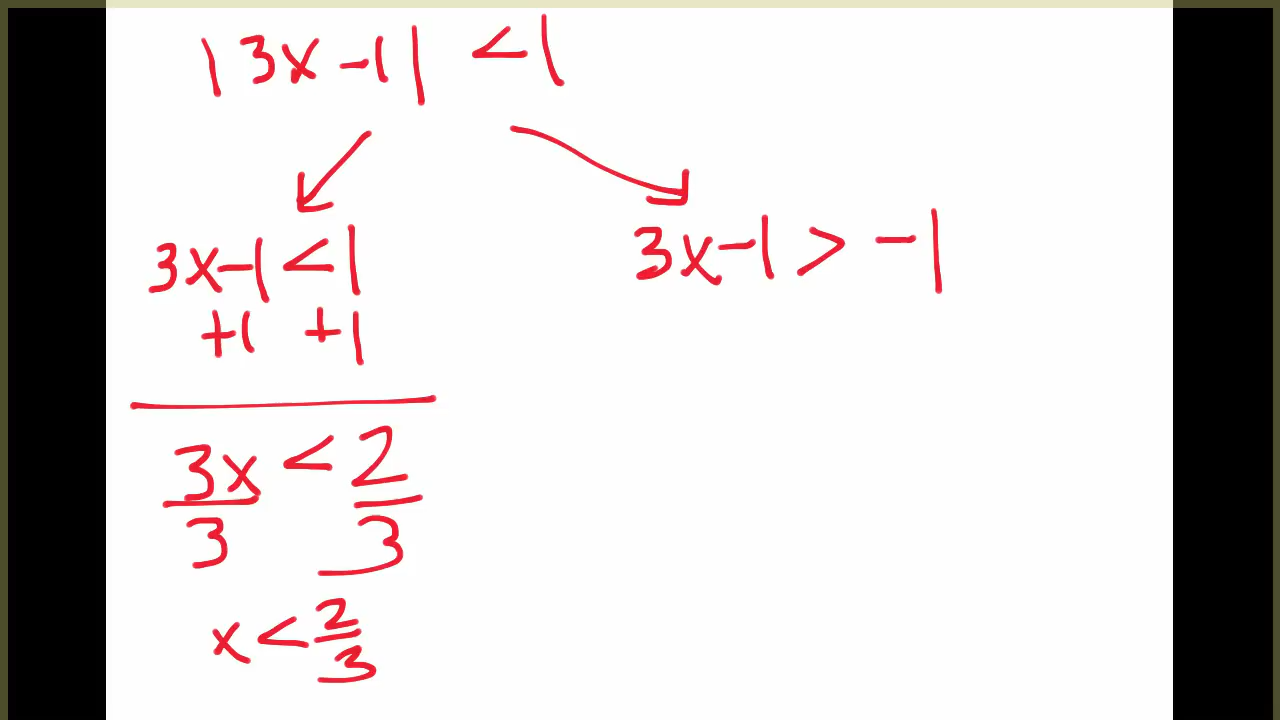 |3x-1| <1
3x-1<1
+1 +1
3x < 2
3 3
x < 2/3
3x-1> -1